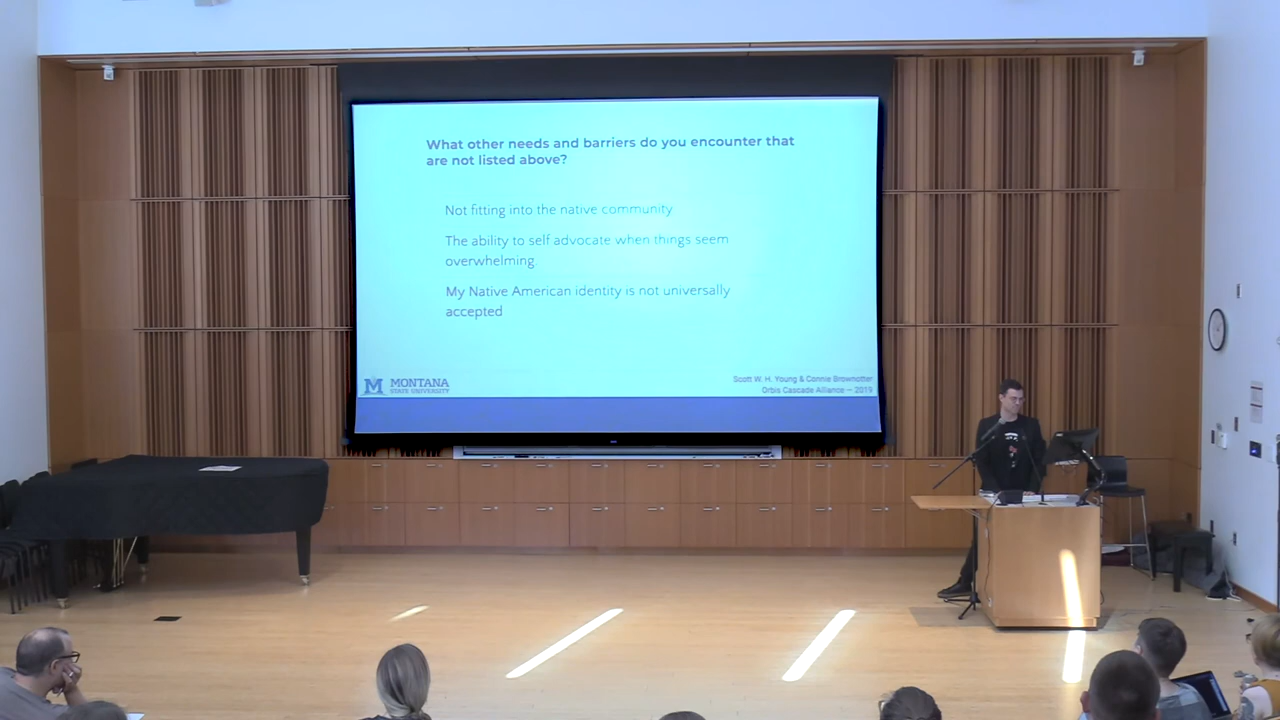 What other needs and barriers do you encounter that
are not listed above?
Not fitting into the native community
The ability to self advocate when things seem
overwhelming.
My Native American identity is not universally
accepted
M MONTANA
STATE UNIVERSITY
Scott W. H. Young & Connie Brownotter
Orbis Cascade Alliance – 2019